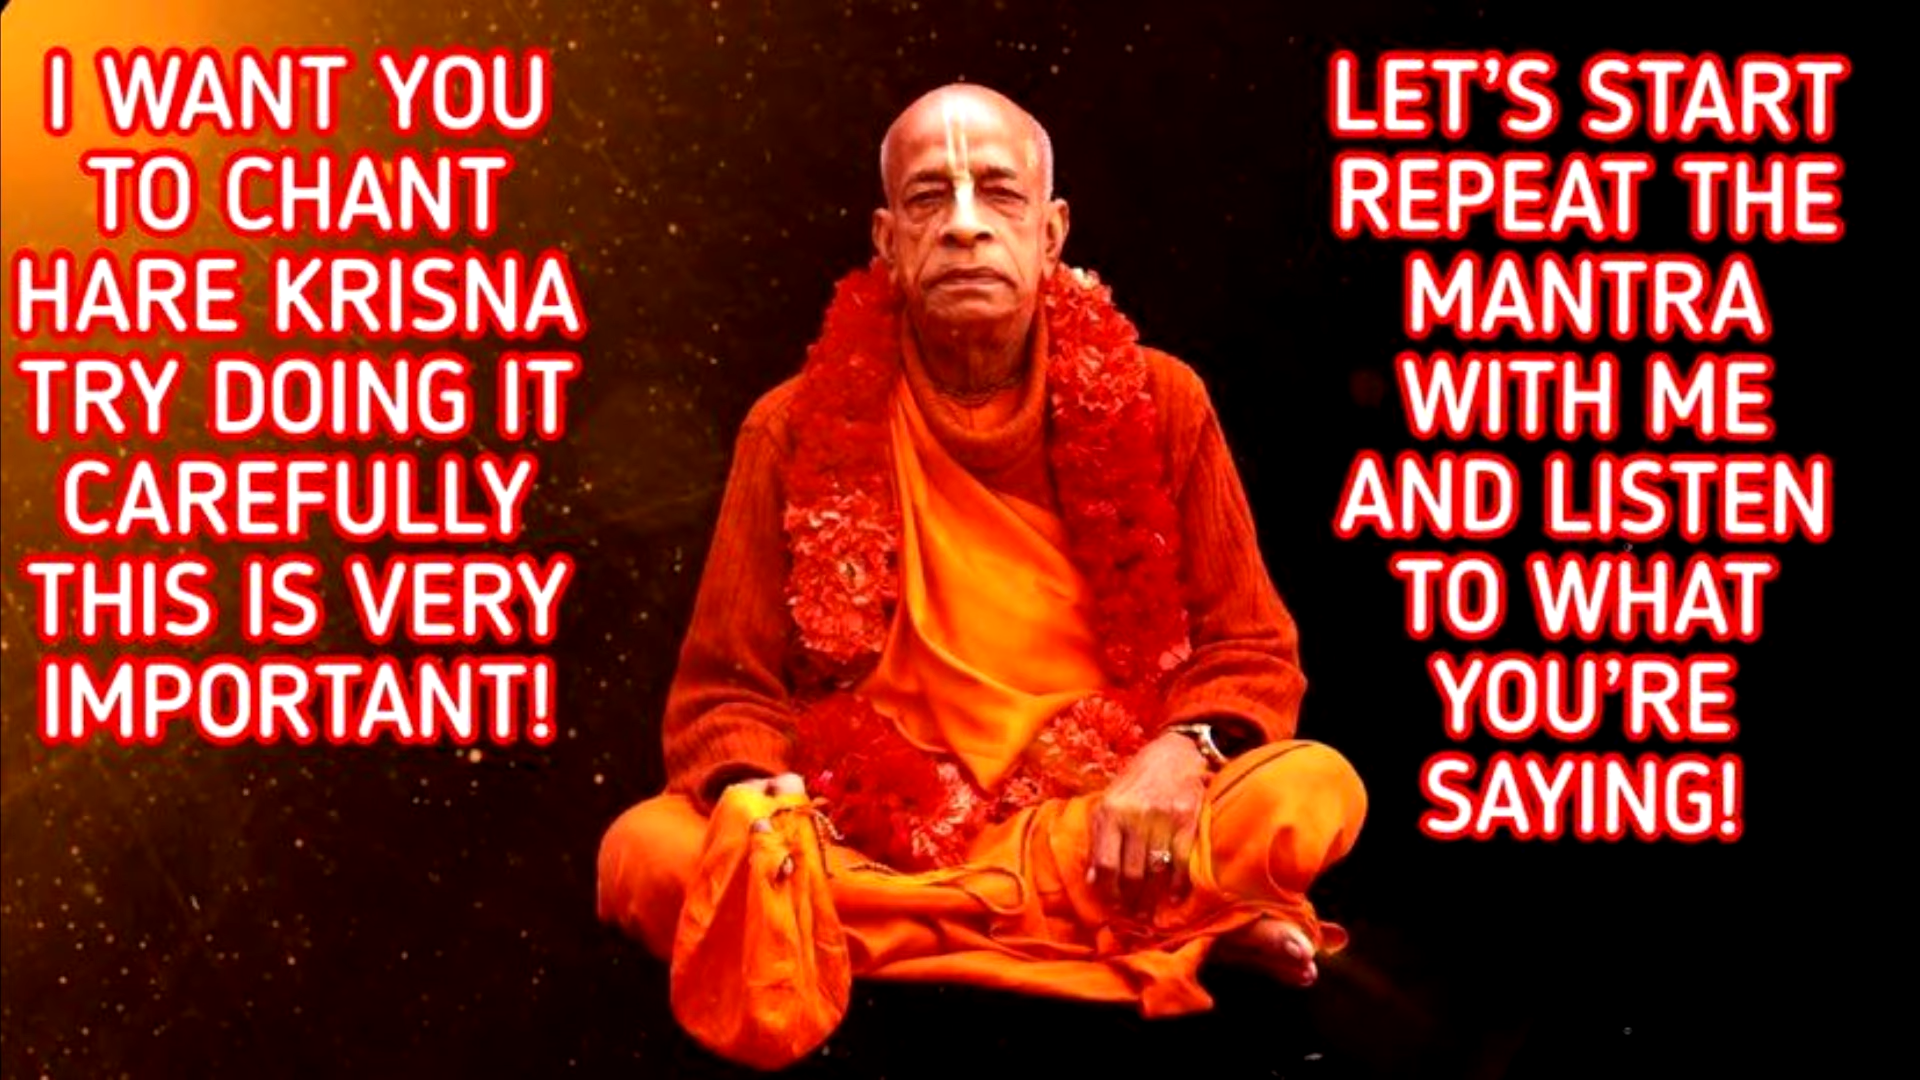 I WANT YOU
TO CHANT
HARE KRISNA
TRY DOING IT
CAREFULLY
THIS IS VERY
IMPORTANT!
LET'S START
REPEAT THE
MANTRA
WITH ME
AND LISTEN
TO WHAT
YOU'RE
SAYING!